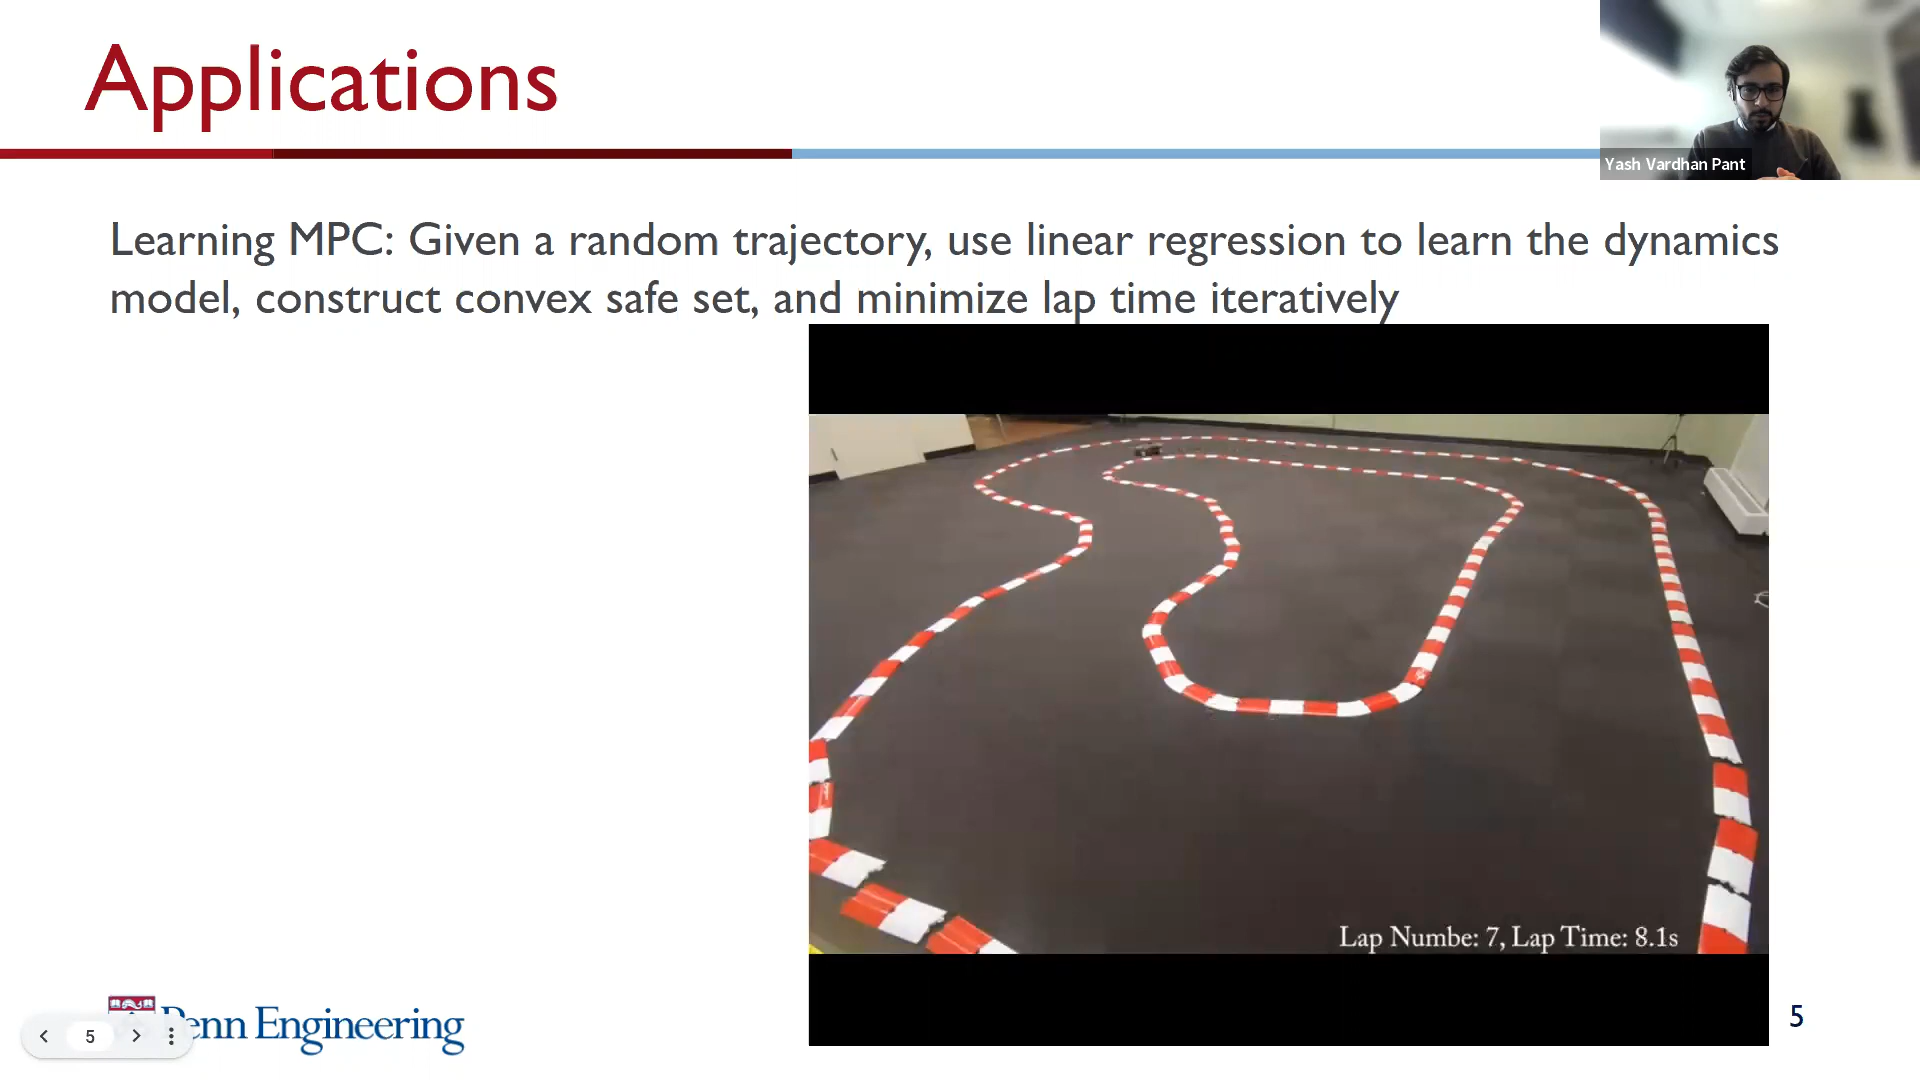 Applications
Yash Vardhan Pant
Learning MPC: Given a random trajectory, use linear regression to learn the dynamics
model, construct convex safe set, and minimize lap time iteratively
Lap Numbe: 7, Lap Time: 8.1s
Penn Engineering
5
5